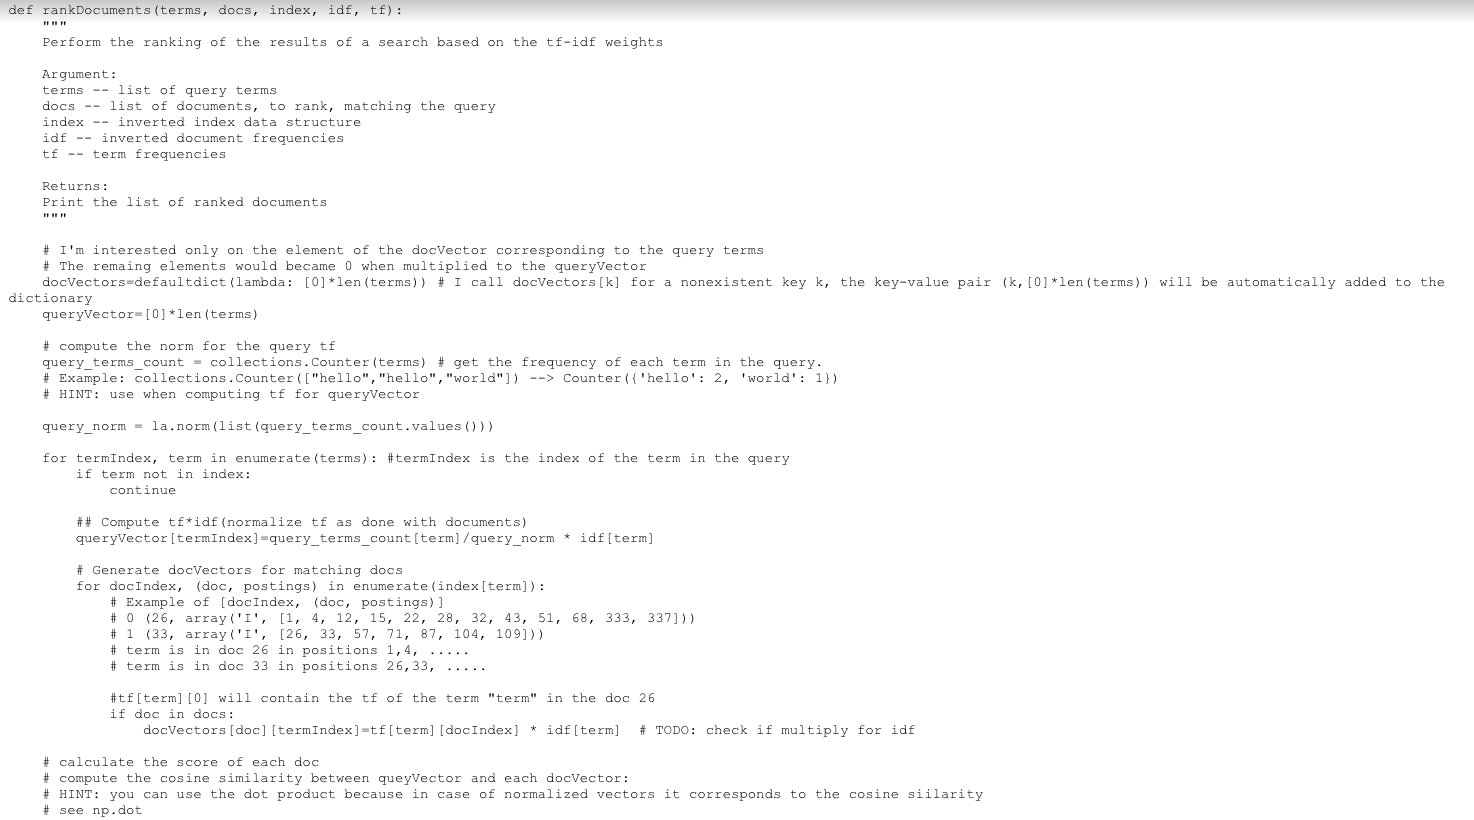 def rankDocuments(terms, docs, index, idf, tf):
    """
    Perform the ranking of the results of a search based on the tf-idf weights

    Argument:
    terms -- list of query terms
    docs -- list of documents, to rank, matching the query
    index -- inverted index data structure
    idf -- inverted document frequencies
    tf -- term frequencies

    Returns:
    Print the list of ranked documents
    """

    # I'm interested only on the element of the docVector corresponding to the query terms
    # The remaing elements would became 0 when multiplied to the queryVector
    docVectors=defaultdict(lambda: [0]*len(terms)) # I call docVectors[k] for a nonexistent key k, the key-value pair (k,[0]*len(terms)) will be automatically added to the
dictionary
    queryVector=[0]*len(terms)

    # compute the norm for the query tf
    query_terms_count = collections.Counter(terms) # get the frequency of each term in the query.
    # Example: collections.Counter(["hello","hello","world"]) --> Counter({'hello': 2, 'world': 1})
    # HINT: use when computing tf for queryVector

    query_norm = la.norm(list(query_terms_count.values()))

    for termIndex, term in enumerate(terms): #termIndex is the index of the term in the query
        if term not in index:
            continue

        ## Compute tf*idf(normalize tf as done with documents)
        queryVector[termIndex]=query_terms_count[term]/query_norm * idf[term]

        # Generate docVectors for matching docs
        for docIndex, (doc, postings) in enumerate(index[term]):
            # Example of [docIndex, (doc, postings)]
            # 0 (26, array('I', [1, 4, 12, 15, 22, 28, 32, 43, 51, 68, 333, 337]))
            # 1 (33, array('I', [26, 33, 57, 71, 87, 104, 109]))
            # term is in doc 26 in positions 1,4, .....
            # term is in doc 33 in positions 26,33, .....

            #tf[term][0] will contain the tf of the term "term" in the doc 26
            if doc in docs:
                docVectors[doc][termIndex]=tf[term][docIndex] * idf[term]  # TODO: check if multiply for idf

    # calculate the score of each doc
    # compute the cosine similarity between queyVector and each docVector:
    # HINT: you can use the dot product because in case of normalized vectors it corresponds to the cosine siilarity
    # see np.dot